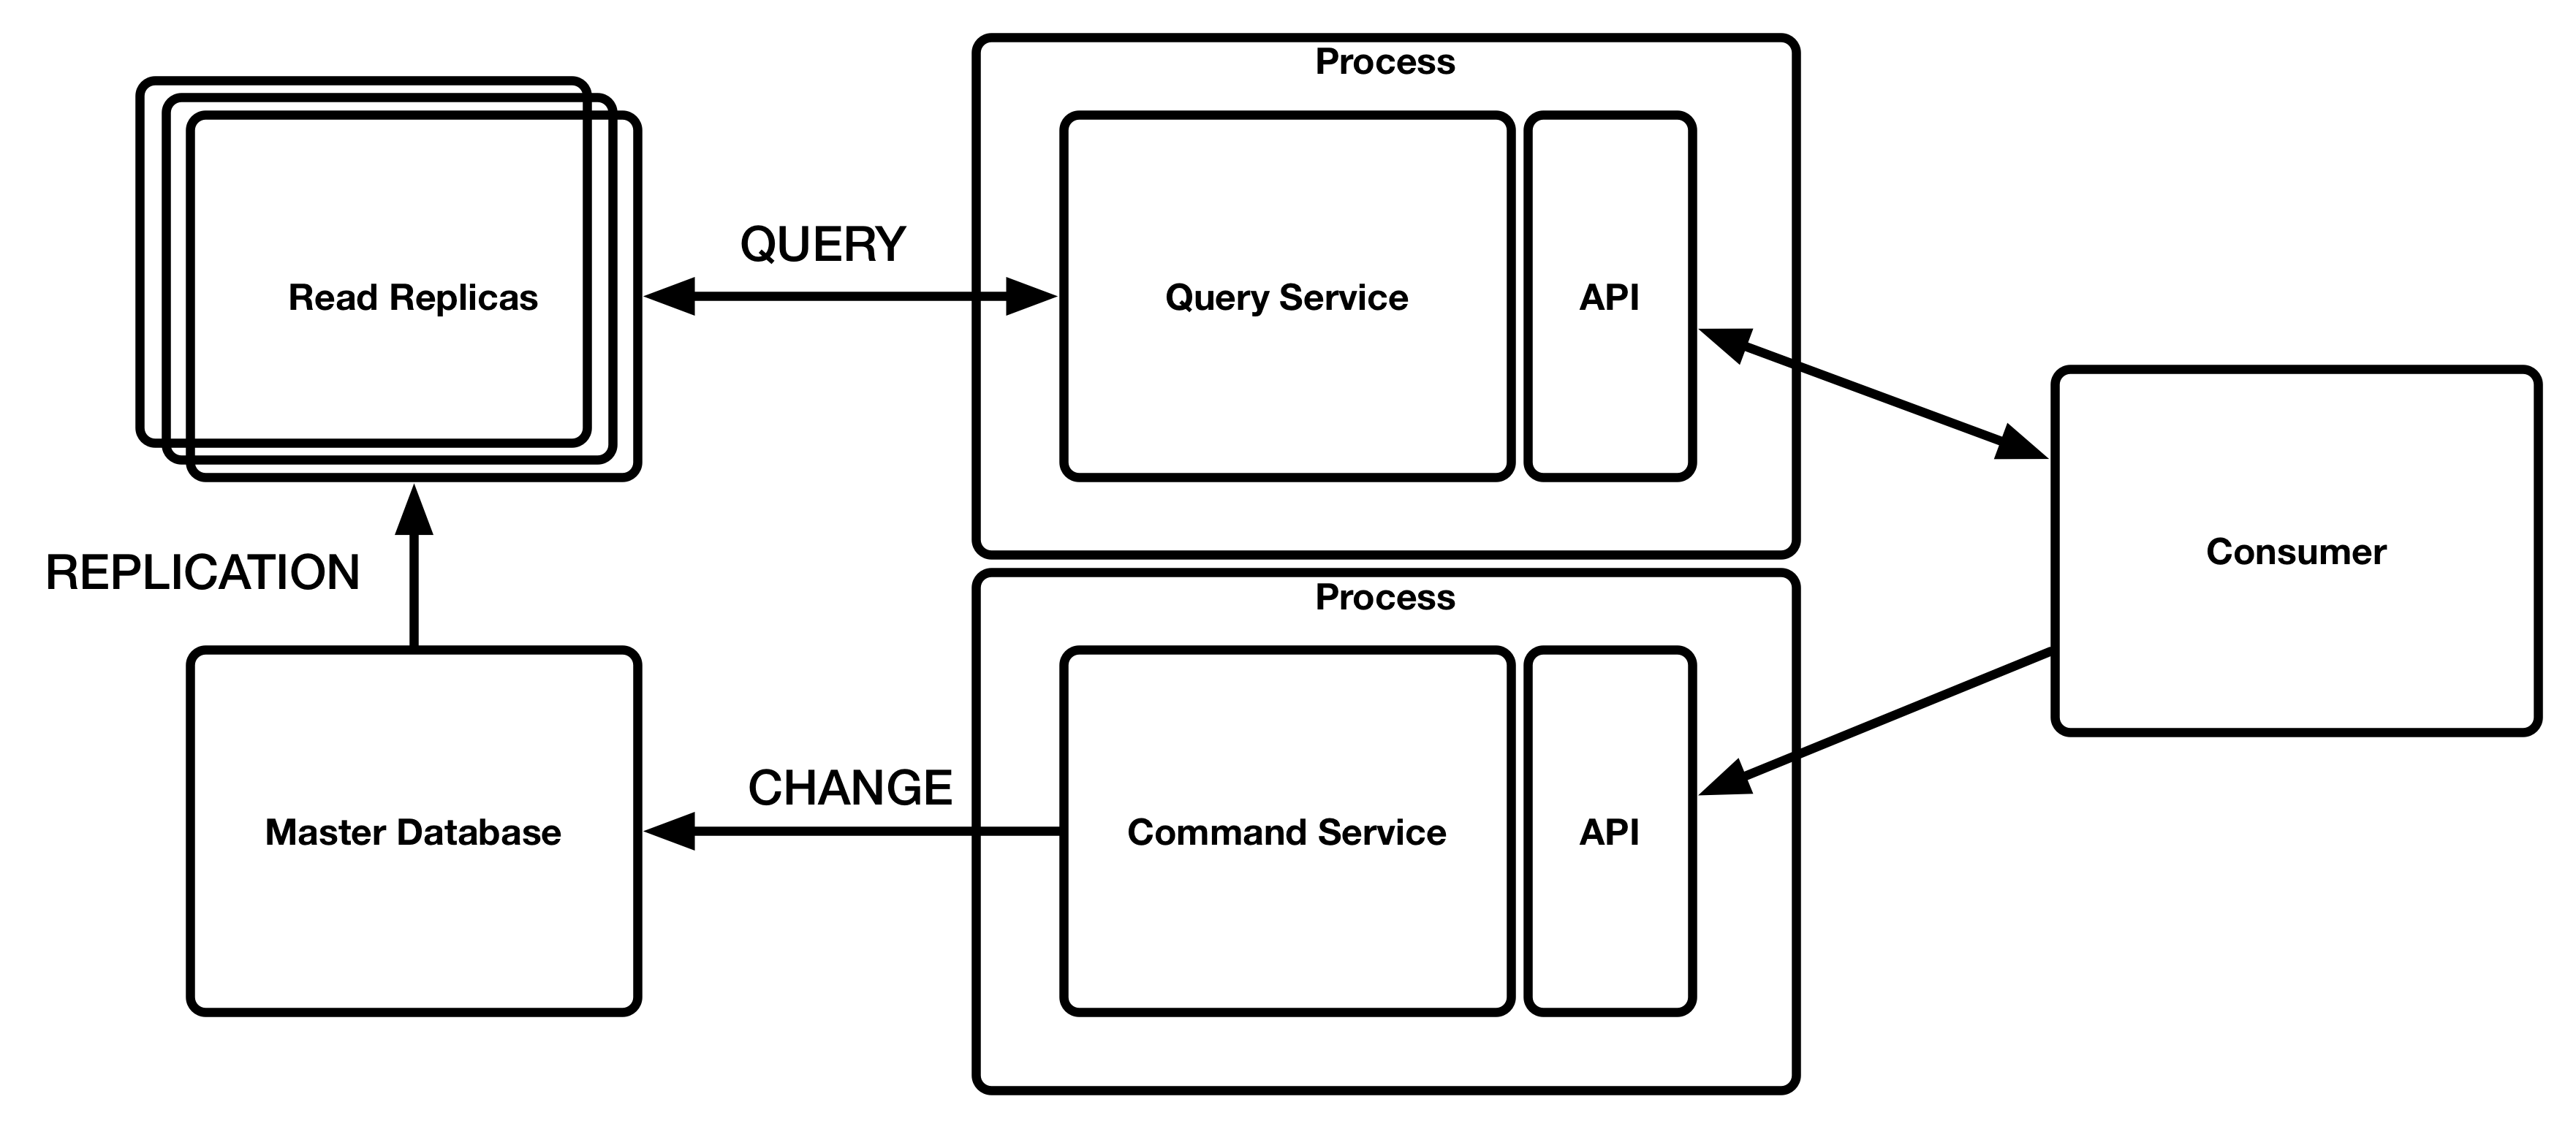 Process
Read Replicas
QUERY
Query Service
API
REPLICATION
Consumer
Process
Master Database
CHANGE
Command Service
API